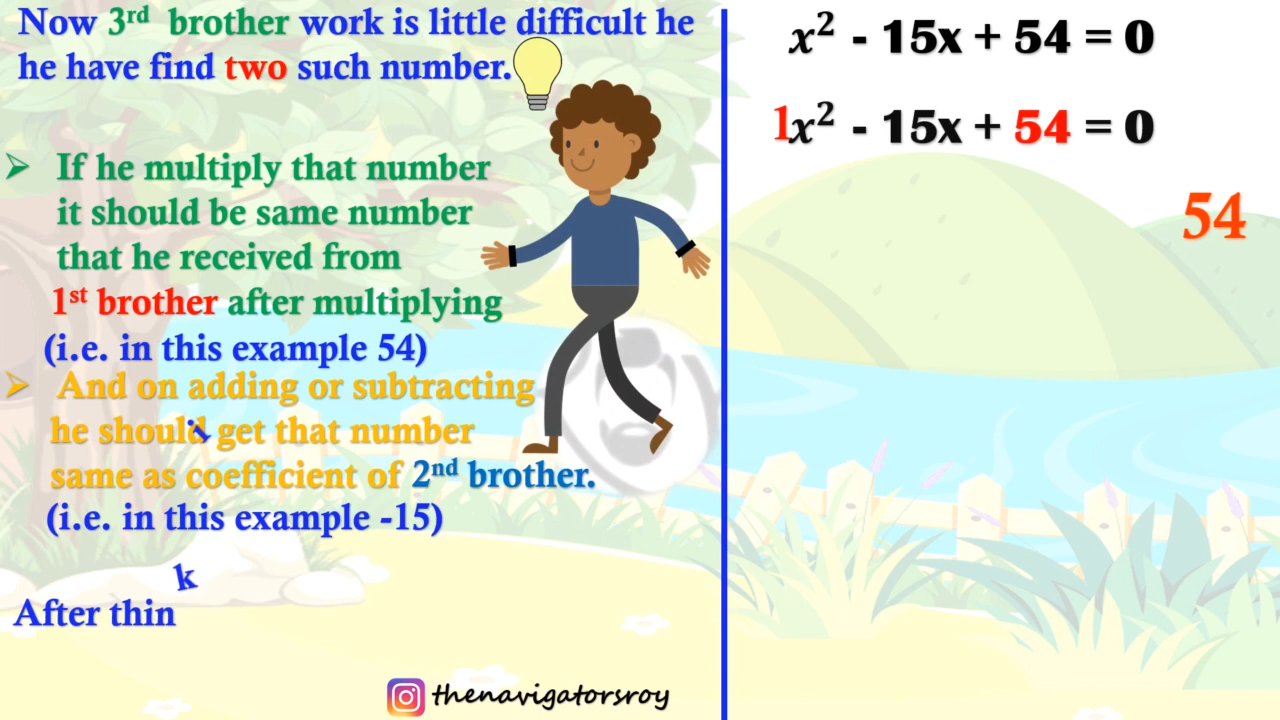 Now 3rd brother work is little difficult he
he have find two such number.
➢ If he multiply that number
it should be same number
that he received from
1st brother after multiplying
(i.e. in this example 54)
➢ And on adding or subtracting
he should get that number
same as coefficient of 2nd brother.
(i.e. in this example -15)
After think
thenavigatorsroy
x² - 15x + 54 = 0
1x² - 15x + 54 = 0
54